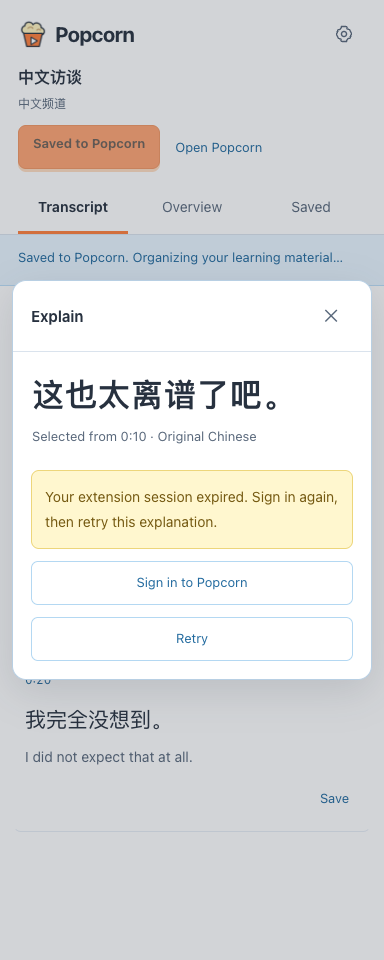 Popcorn
中文访谈
中文频道
Saved to Popcorn
Open Popcorn
Transcript
Overview
Saved
Saved to Popcorn. Organizing your learning material…
Explain
这也太离谱了吧。
Selected from 0:10 · Original Chinese
Your extension session expired. Sign in again,
then retry this explanation.
Sign in to Popcorn
Retry
0:20
我完全没想到。
I did not expect that at all.
Save